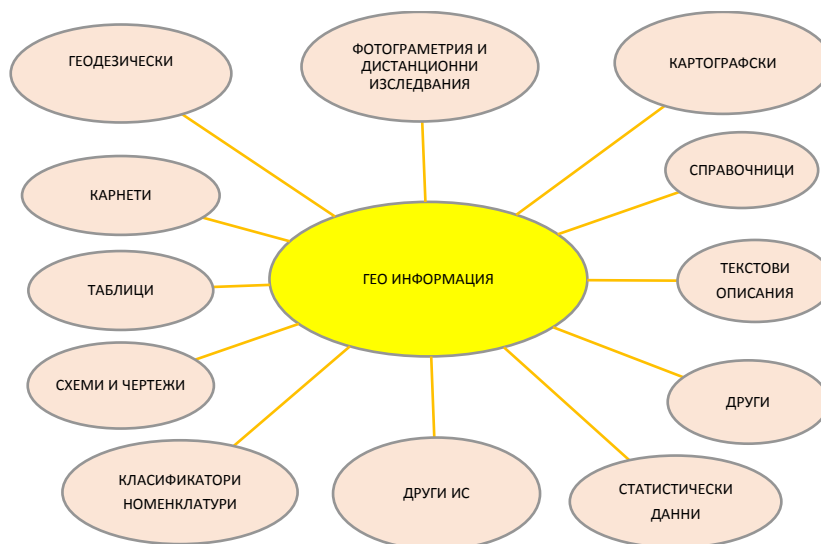 ГЕОДЕЗИЧЕСКИ
ФОТОГРАМЕТРИЯ И
ДИСТАНЦИОННИ
ИЗСЛЕДВАНИЯ
КАРТОГРАФСКИ
СПРАВОЧНИЦИ
КАРНЕТИ
ГЕО ИНФОРМАЦИЯ
ТЕКСТОВИ
ОПИСАНИЯ
ТАБЛИЦИ
СХЕМИ И ЧЕРТЕЖИ
ДРУГИ
КЛАСИФИКАТОРИ
НОМЕНКЛАТУРИ
ДРУГИ ИС
СТАТИСТИЧЕСКИ
ДАННИ